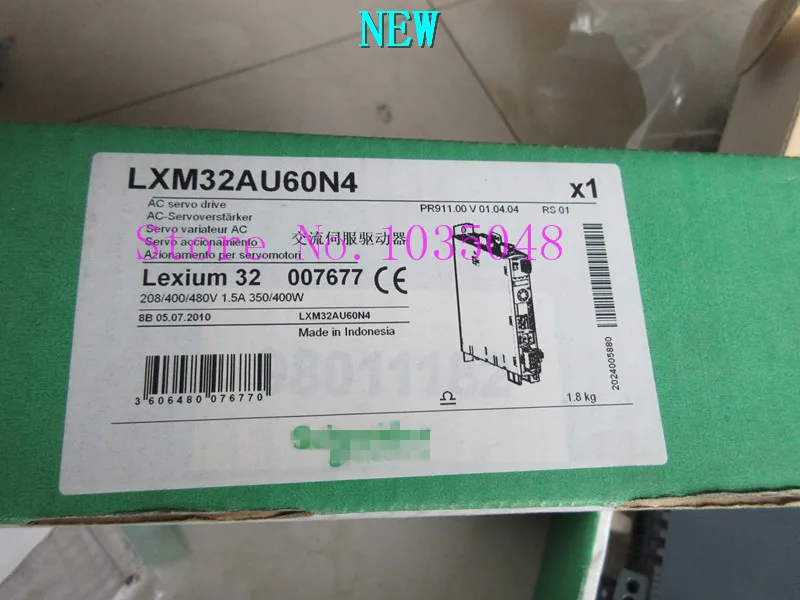 NEW
LXM32AU60N4
x1
AC servo drive
AC-Servoverstärker
Servo variateur AC
Servo accionamiento
Azionamento per servomotori
交流伺服驱动器
PR911.00 V 01.04.04 RS 01
Store No. 1035048
Lexium 32 007677 CE
208/400/480V 1.5A 350/400W
8B 05.07.2010 LXM32AU60N4
Made in Indonesia
3 606480 076770
2024005880
1.8 kg